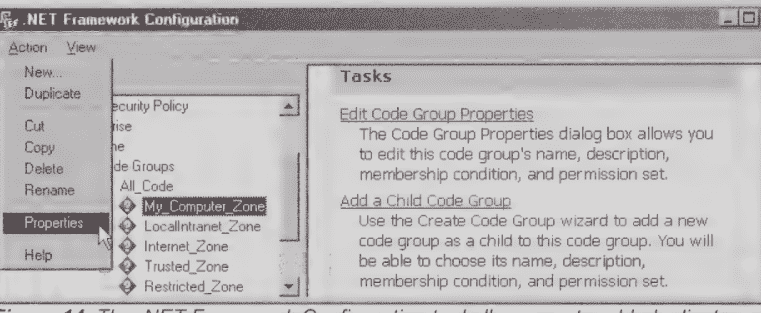 .NET Framework Configuration
Action View
New...
Duplicate
Cut
Copy
Delete
Rename
Properties
Help
ecurity Policy
rise
ne
de Groups
All_Code
My_Computer_Zone
LocalIntranet_Zone
Internet_Zone
Trusted_Zone
Restricted_Zone
Tasks
Edit Code Group Properties
The Code Group Properties dialog box allows you
to edit this code group's name, description,
membership condition, and permission set.
Add a Child Code Group
Use the Create Code Group wizard to add a new
code group as a child to this code group. You will
be able to choose its name, description,
membership condition, and permission set.